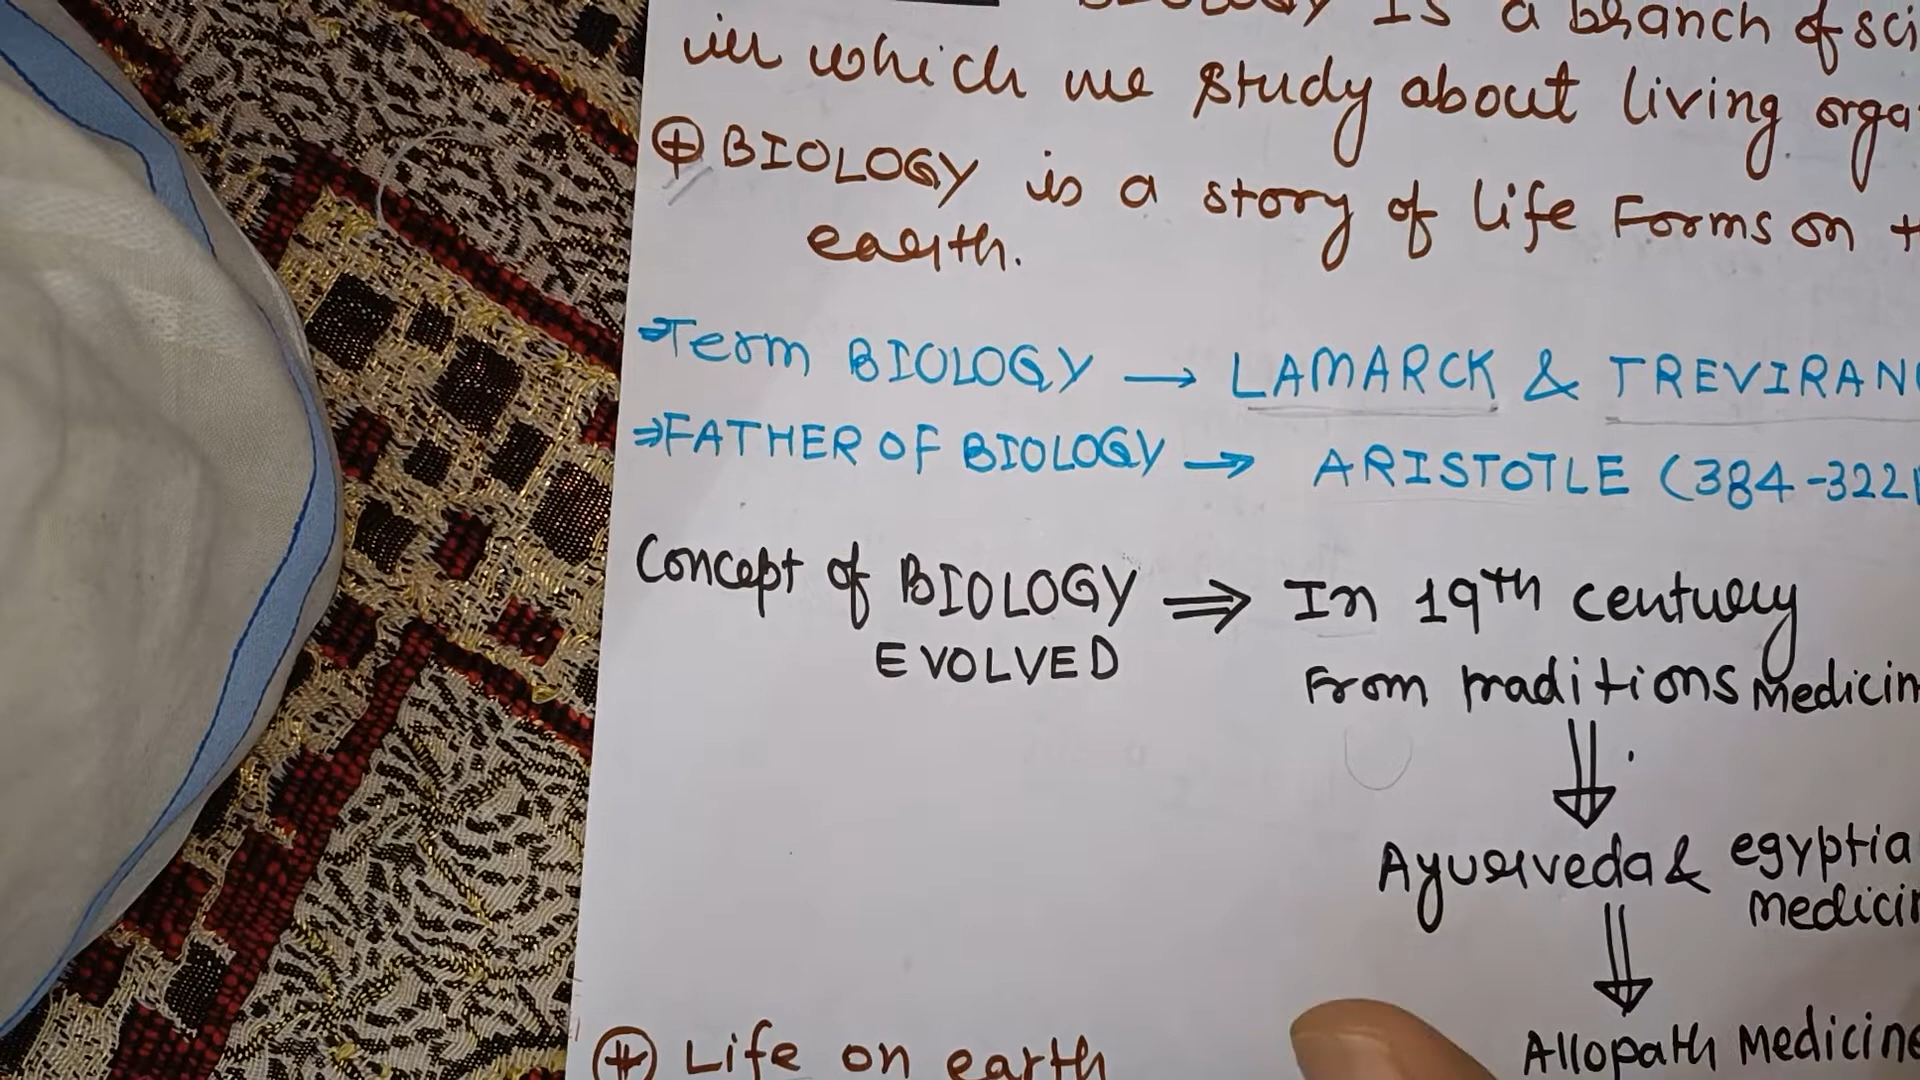 BIOLOGY IS a branch of sci
in which we study about living orga
⊕ BIOLOGY is a story of life Forms on t
earth.
⇒Term BIOLOGY → LAMARCK & TREVIRAN
⇒FATHER OF BIOLOGY → ARISTOTLE (384-322
Concept of BIOLOGY ⇒ In 19TH century
EVOLVED
From traditions Medicin
⇓
Ayurveda & egyptia
Medicin
⇓
Allopath Medicine
⊕ Life on earth